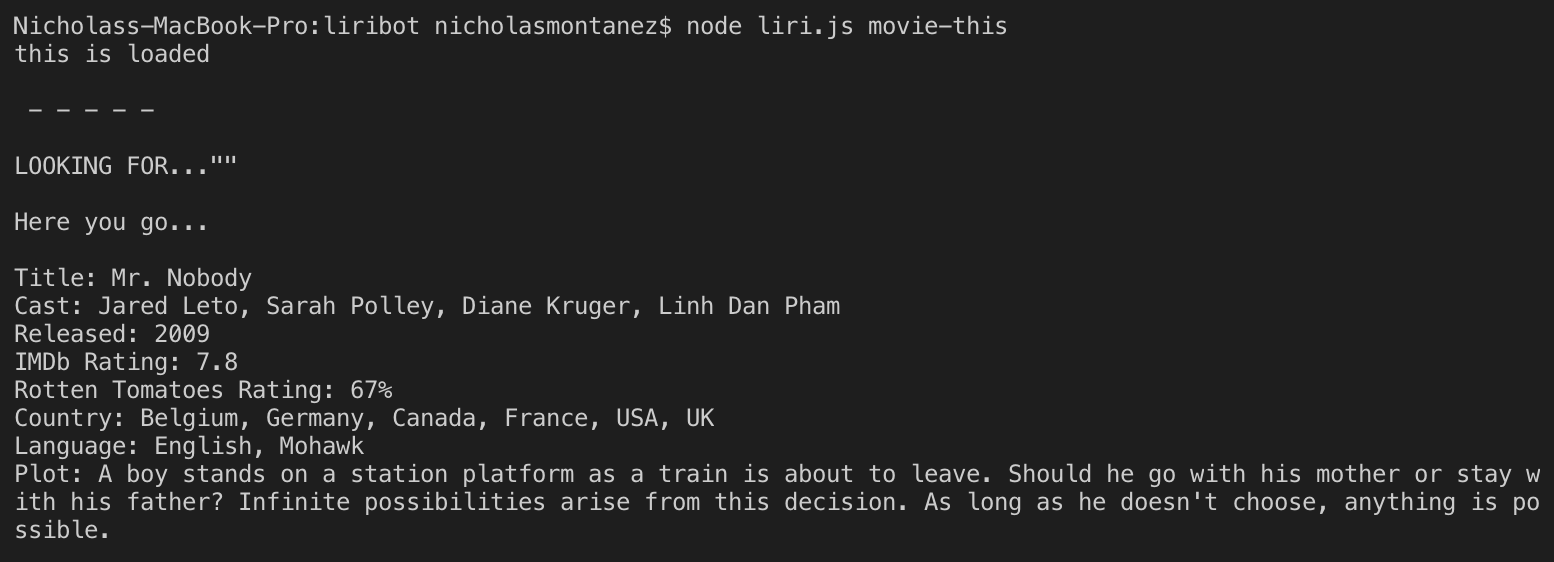 Nicholass-MacBook-Pro:liribot nicholasmontanez$ node liri.js movie-this
this is loaded
- - - - -
LOOKING FOR...""
Here you go...
Title: Mr. Nobody
Cast: Jared Leto, Sarah Polley, Diane Kruger, Linh Dan Pham
Released: 2009
IMDb Rating: 7.8
Rotten Tomatoes Rating: 67%
Country: Belgium, Germany, Canada, France, USA, UK
Language: English, Mohawk
Plot: A boy stands on a station platform as a train is about to leave. Should he go with his mother or stay w
ith his father? Infinite possibilities arise from this decision. As long as he doesn't choose, anything is po
ssible.